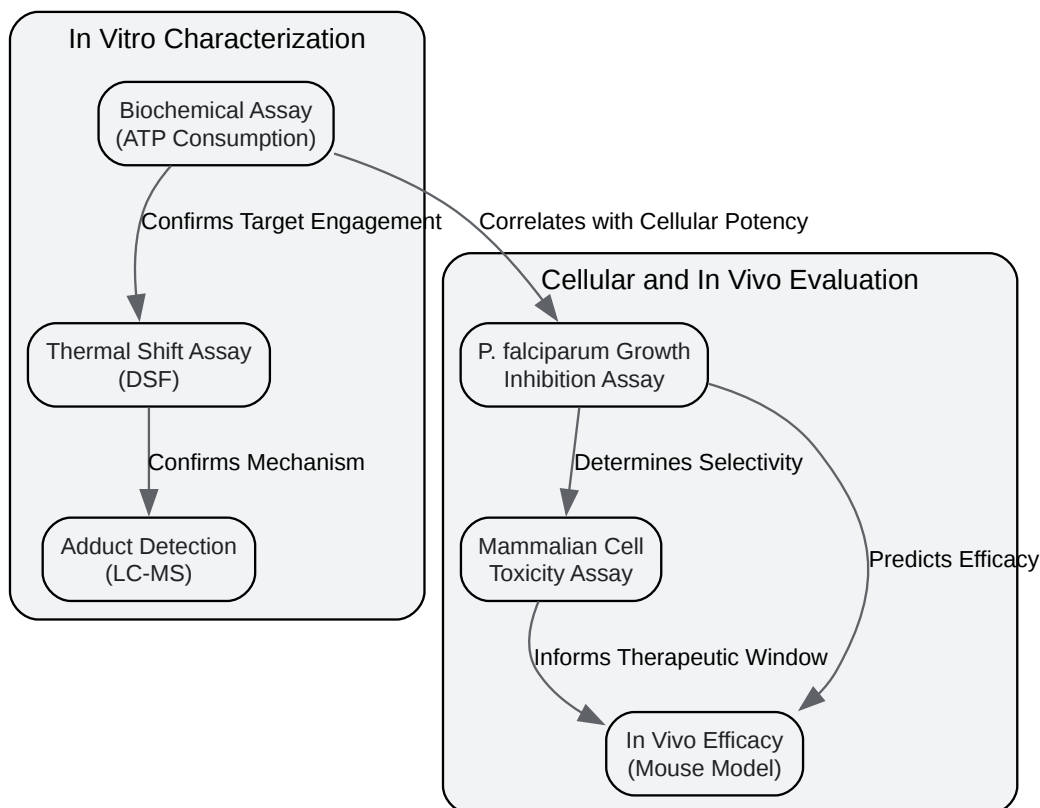 In Vitro Characterization
Biochemical Assay
(ATP Consumption)
Confirms Target Engagement
Correlates with Cellular Potency
Cellular and In Vivo Evaluation
Thermal Shift Assay
(DSF)
P. falciparum Growth
Inhibition Assay
Confirms Mechanism
Determines Selectivity
Adduct Detection
(LC-MS)
Mammalian Cell
Toxicity Assay
Predicts Efficacy
Informs Therapeutic Window
In Vivo Efficacy
(Mouse Model)